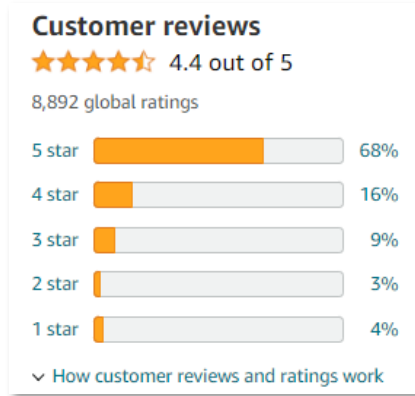 Customer reviews
4.4 out of 5
8,892 global ratings
5 star 68%
4 star 16%
3 star 9%
2 star 3%
1 star 4%
How customer reviews and ratings work